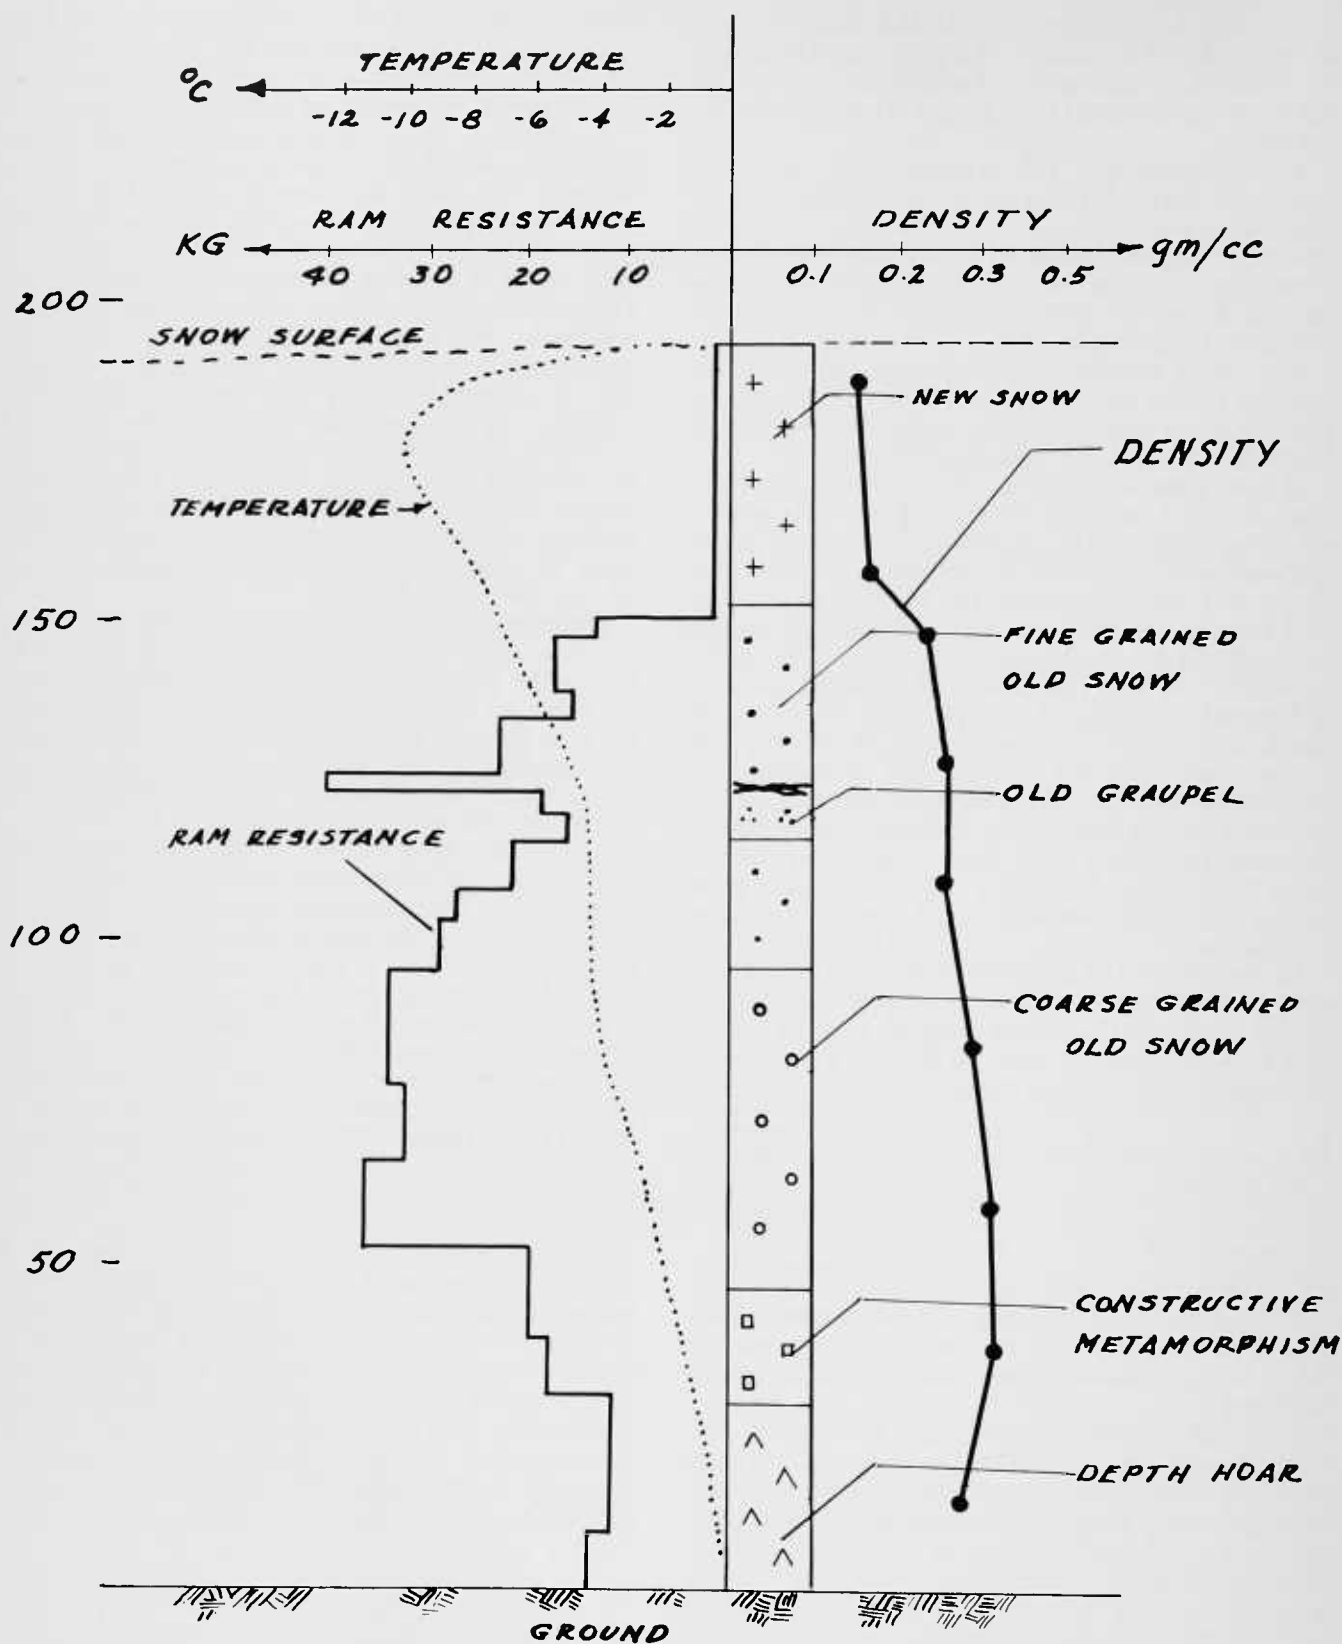 TEMPERATURE
°C
-12 -10 -8 -6 -4 -2
RAM RESISTANCE
DENSITY
KG
gm/cc
40 30 20 10
0.1 0.2 0.3 0.5
200
SNOW SURFACE
NEW SNOW
DENSITY
TEMPERATURE
150
FINE GRAINED
OLD SNOW
OLD GRAUPEL
RAM RESISTANCE
100
COARSE GRAINED
OLD SNOW
50
CONSTRUCTIVE
METAMORPHISM
DEPTH HOAR
GROUND